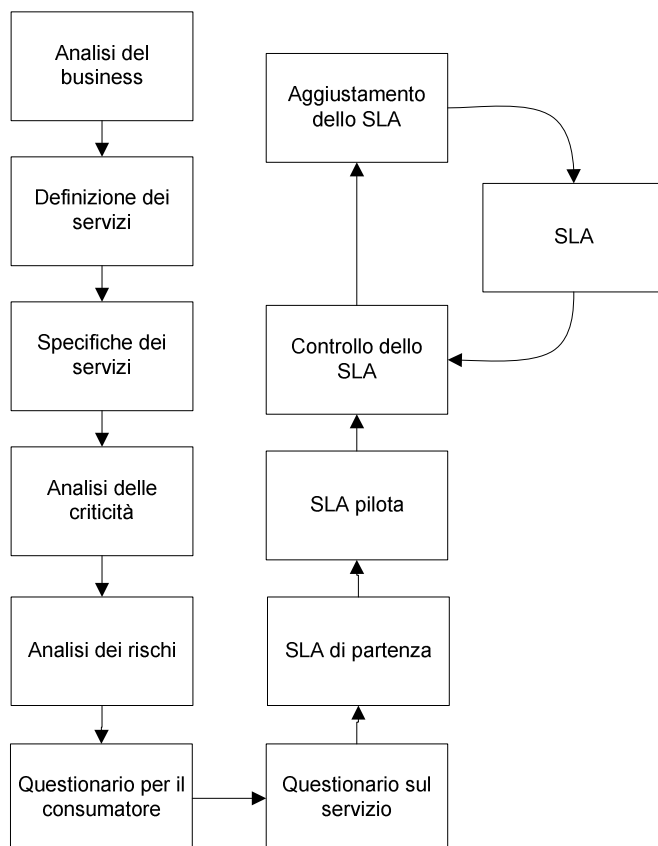 Analisi del
business
Definizione dei
servizi
Specifiche dei
servizi
Analisi delle
criticità
Analisi dei rischi
Questionario per il
consumatore
Questionario sul
servizio
SLA di partenza
SLA pilota
Controllo dello
SLA
Aggiustamento
dello SLA
SLA